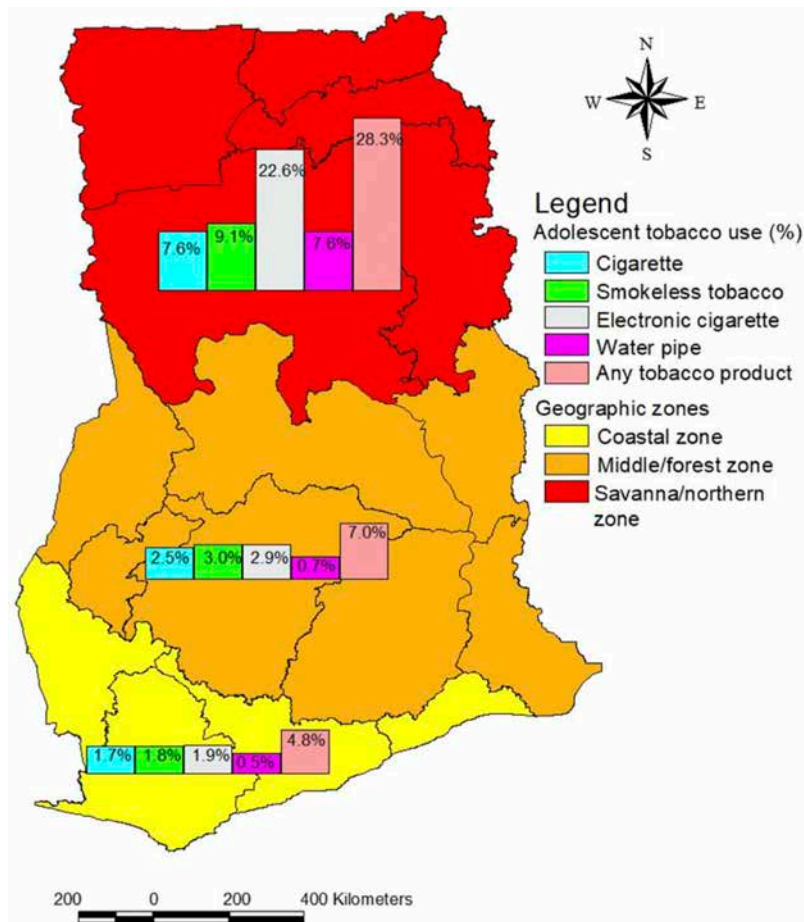 N
W E
S
28.3%
22.6%
9.1%
7.6%
7.6%
Legend
Adolescent tobacco use (%)
Cigarette
Smokeless tobacco
Electronic cigarette
Water pipe
Any tobacco product
Geographic zones
Coastal zone
Middle/forest zone
Savanna/northern
zone
7.0%
2.5% 3.0% 2.9% 0.7%
4.8%
1.7% 1.8% 1.9% 0.5%
200 0 200 400 Kilometers